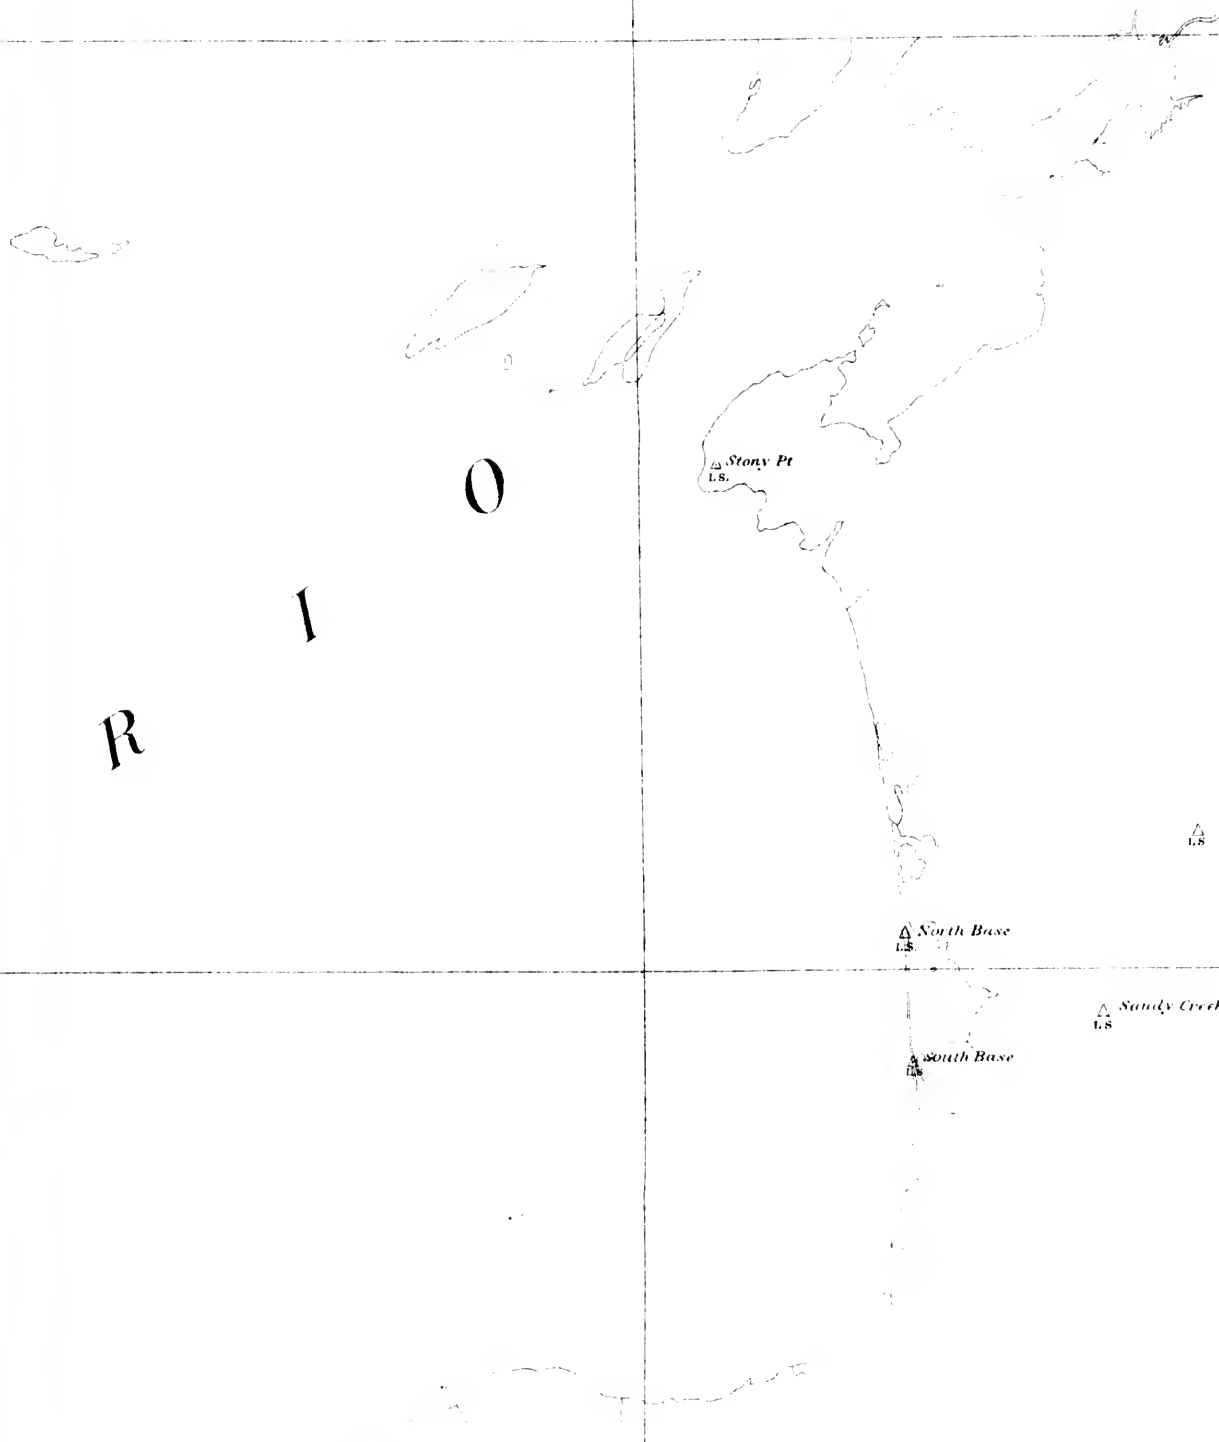 O
Stony Pt
L.S.
I
R
L S
North Base
L.S.
Sandy Creek
L S
South Base
L.S.